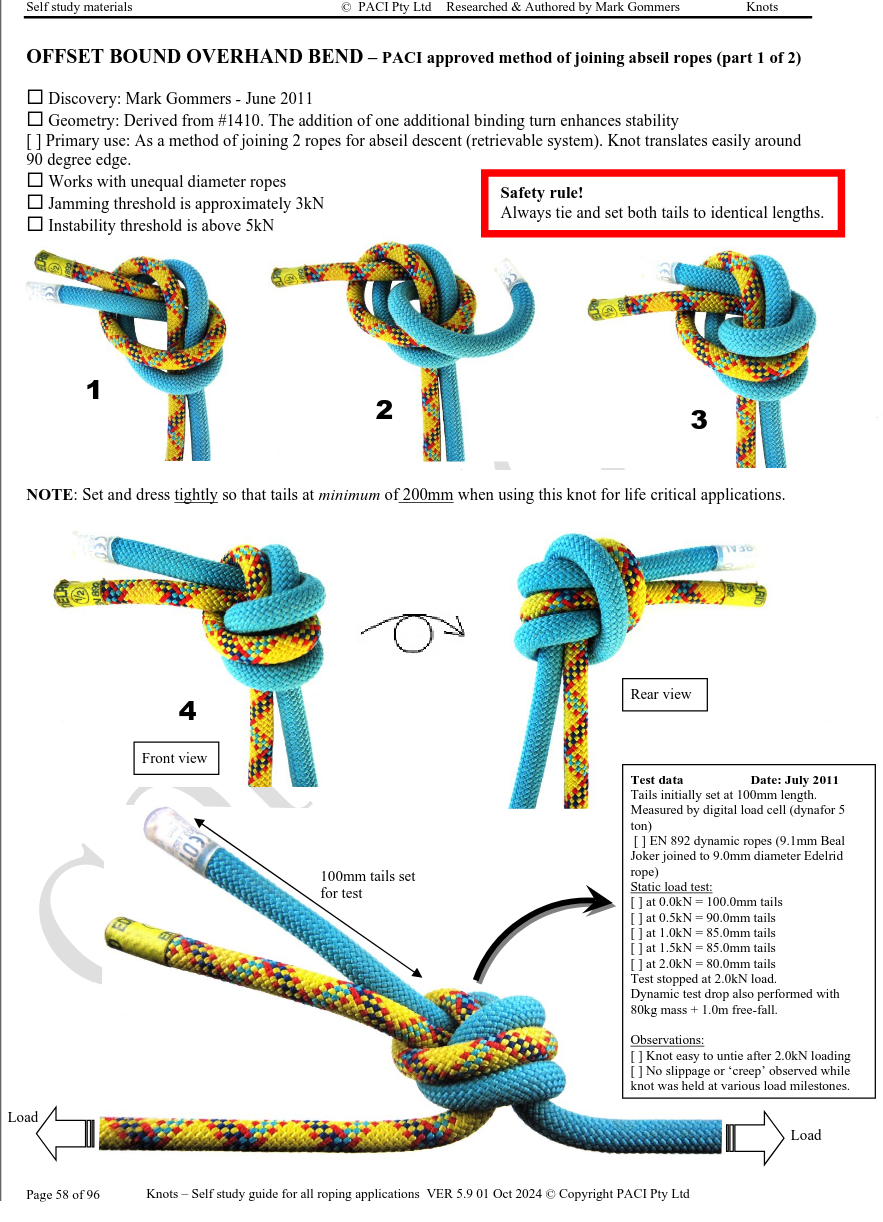 Self study materials © PACI Pty Ltd Researched & Authored by Mark Gommers Knots
OFFSET BOUND OVERHAND BEND – PACI approved method of joining abseil ropes (part 1 of 2)
☐ Discovery: Mark Gommers - June 2011
☐ Geometry: Derived from #1410. The addition of one additional binding turn enhances stability
[ ] Primary use: As a method of joining 2 ropes for abseil descent (retrievable system). Knot translates easily around
90 degree edge.
☐ Works with unequal diameter ropes
☐ Jamming threshold is approximately 3kN
☐ Instability threshold is above 5kN
Safety rule!
Always tie and set both tails to identical lengths.
1
2
3
NOTE: Set and dress tightly so that tails at minimum of 200mm when using this knot for life critical applications.
4
Front view
Rear view
100mm tails set
for test
Test data Date: July 2011
Tails initially set at 100mm length.
Measured by digital load cell (dynafor 5
ton)
[ ] EN 892 dynamic ropes (9.1mm Beal
Joker joined to 9.0mm diameter Edelrid
rope)
Static load test:
[ ] at 0.0kN = 100.0mm tails
[ ] at 0.5kN = 90.0mm tails
[ ] at 1.0kN = 85.0mm tails
[ ] at 1.5kN = 85.0mm tails
[ ] at 2.0kN = 80.0mm tails
Test stopped at 2.0kN load.
Dynamic test drop also performed with
80kg mass + 1.0m free-fall.
Observations:
[ ] Knot easy to untie after 2.0kN loading
[ ] No slippage or ‘creep’ observed while
knot was held at various load milestones.
Load
Load
Page 58 of 96 Knots – Self study guide for all roping applications VER 5.9 01 Oct 2024 © Copyright PACI Pty Ltd